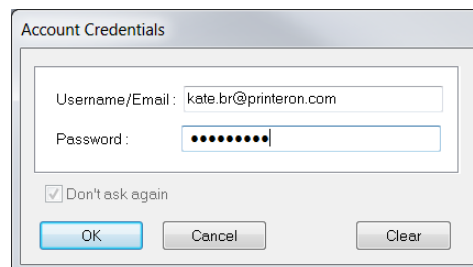 Account Credentials
Username/Email : kate.br@printeron.com
Password : ●●●●●●●●●
Don't ask again
OK Cancel Clear